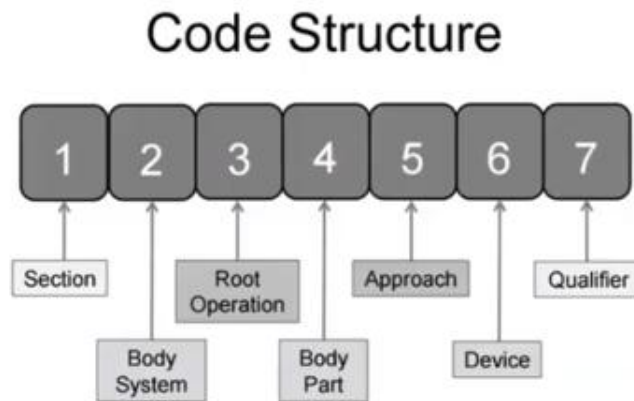 Code Structure
1 2 3 4 5 6 7
Section
Root
Operation
Approach
Qualifier
Body
System
Body
Part
Device